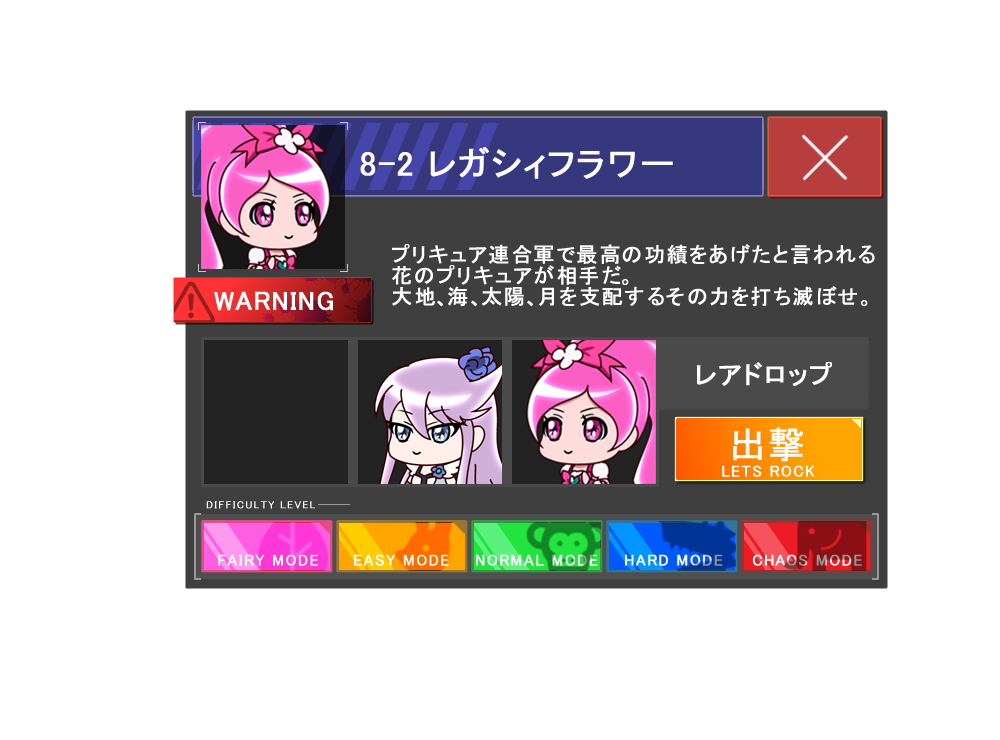 8-2 レガシィフラワー
プリキュア連合軍で最高の功績をあげたと言われる
花のプリキュアが相手だ。
大地、海、太陽、月を支配するその力を打ち滅ぼせ。
WARNING
レアドロップ
出撃
LETS ROCK
DIFFICULTY LEVEL
FAIRY MODE
EASY MODE
NORMAL MODE
HARD MODE
CHAOS MODE